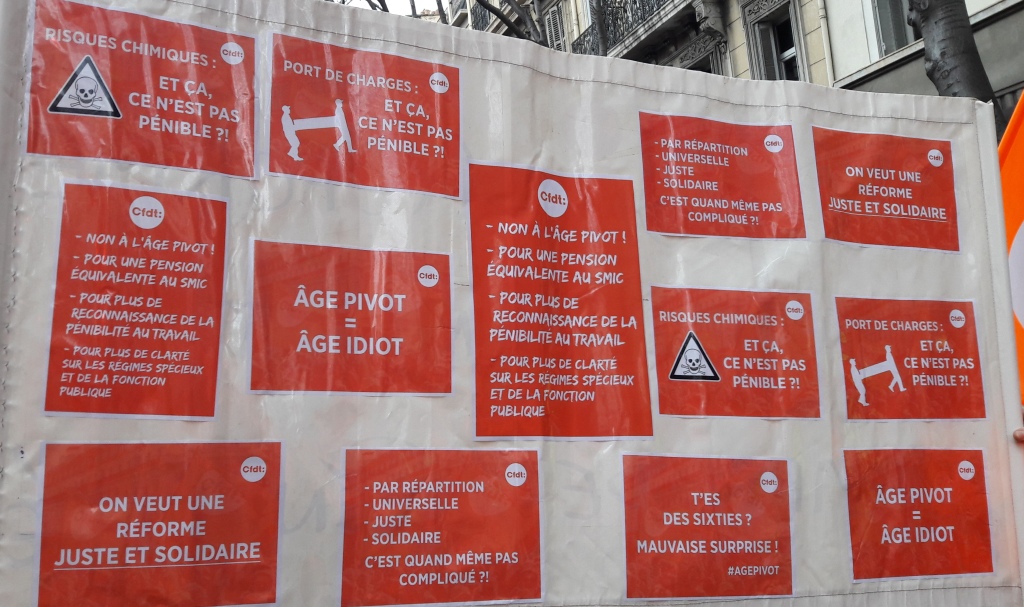 RISQUES CHIMIQUES :
Cfdt:
ET ÇA,
CE N'EST PAS
PÉNIBLE ?!
PORT DE CHARGES :
Cfdt:
ET ÇA,
CE N'EST PAS
PÉNIBLE ?!
Cfdt:
- PAR RÉPARTITION
- UNIVERSELLE
- JUSTE
- SOLIDAIRE
C'EST QUAND MÊME PAS
COMPLIQUÉ ?!
Cfdt:
ON VEUT UNE
RÉFORME
JUSTE ET SOLIDAIRE
Cfdt:
- NON À L'ÂGE PIVOT !
- POUR UNE PENSION
ÉQUIVALENTE AU SMIC
- POUR PLUS DE
RECONNAISSANCE DE LA
PÉNIBILITÉ AU TRAVAIL
- POUR PLUS DE CLARTÉ
SUR LES RÉGIMES SPÉCIEUX
ET DE LA FONCTION
PUBLIQUE
Cfdt:
ÂGE PIVOT
=
ÂGE IDIOT
Cfdt:
- NON À L'ÂGE PIVOT !
- POUR UNE PENSION
ÉQUIVALENTE AU SMIC
- POUR PLUS DE
RECONNAISSANCE DE LA
PÉNIBILITÉ AU TRAVAIL
- POUR PLUS DE CLARTÉ
SUR LES RÉGIMES SPÉCIEUX
ET DE LA FONCTION
PUBLIQUE
RISQUES CHIMIQUES :
Cfdt:
ET ÇA,
CE N'EST PAS
PÉNIBLE ?!
PORT DE CHARGES :
Cfdt:
ET ÇA,
CE N'EST PAS
PÉNIBLE ?!
Cfdt:
ON VEUT UNE
RÉFORME
JUSTE ET SOLIDAIRE
Cfdt:
- PAR RÉPARTITION
- UNIVERSELLE
- JUSTE
- SOLIDAIRE
C'EST QUAND MÊME PAS
COMPLIQUÉ ?!
Cfdt:
T'ES
DES SIXTIES ?
MAUVAISE SURPRISE !
#AGEPIVOT
Cfdt:
ÂGE PIVOT
=
ÂGE IDIOT